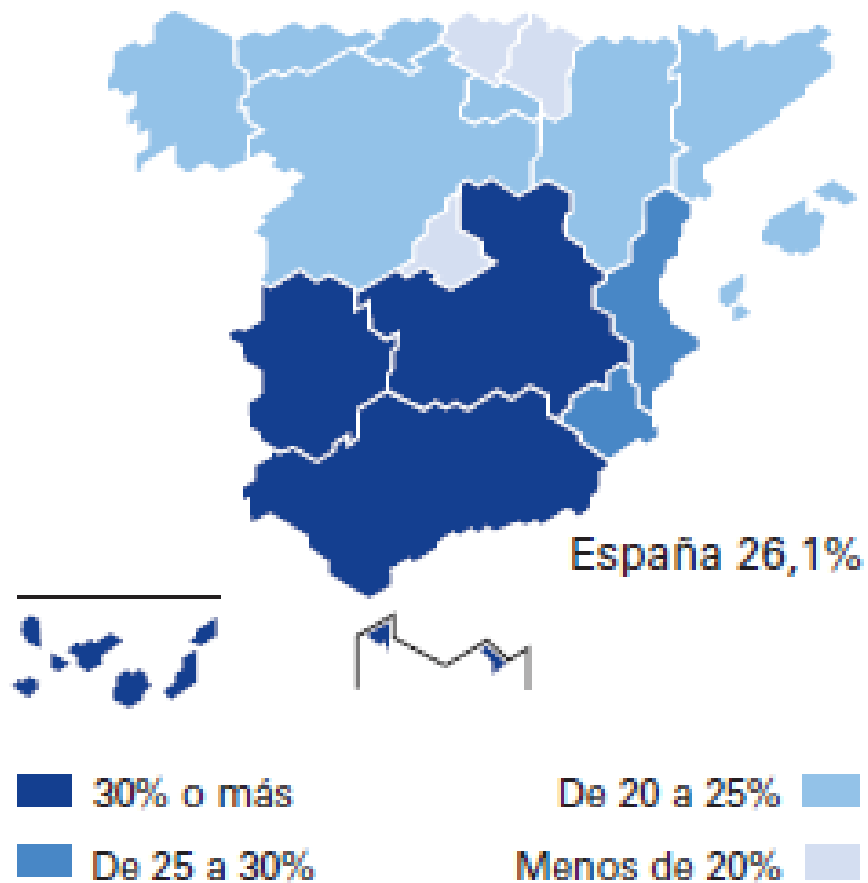 España 26,1%
30% o más
De 20 a 25%
De 25 a 30%
Menos de 20%